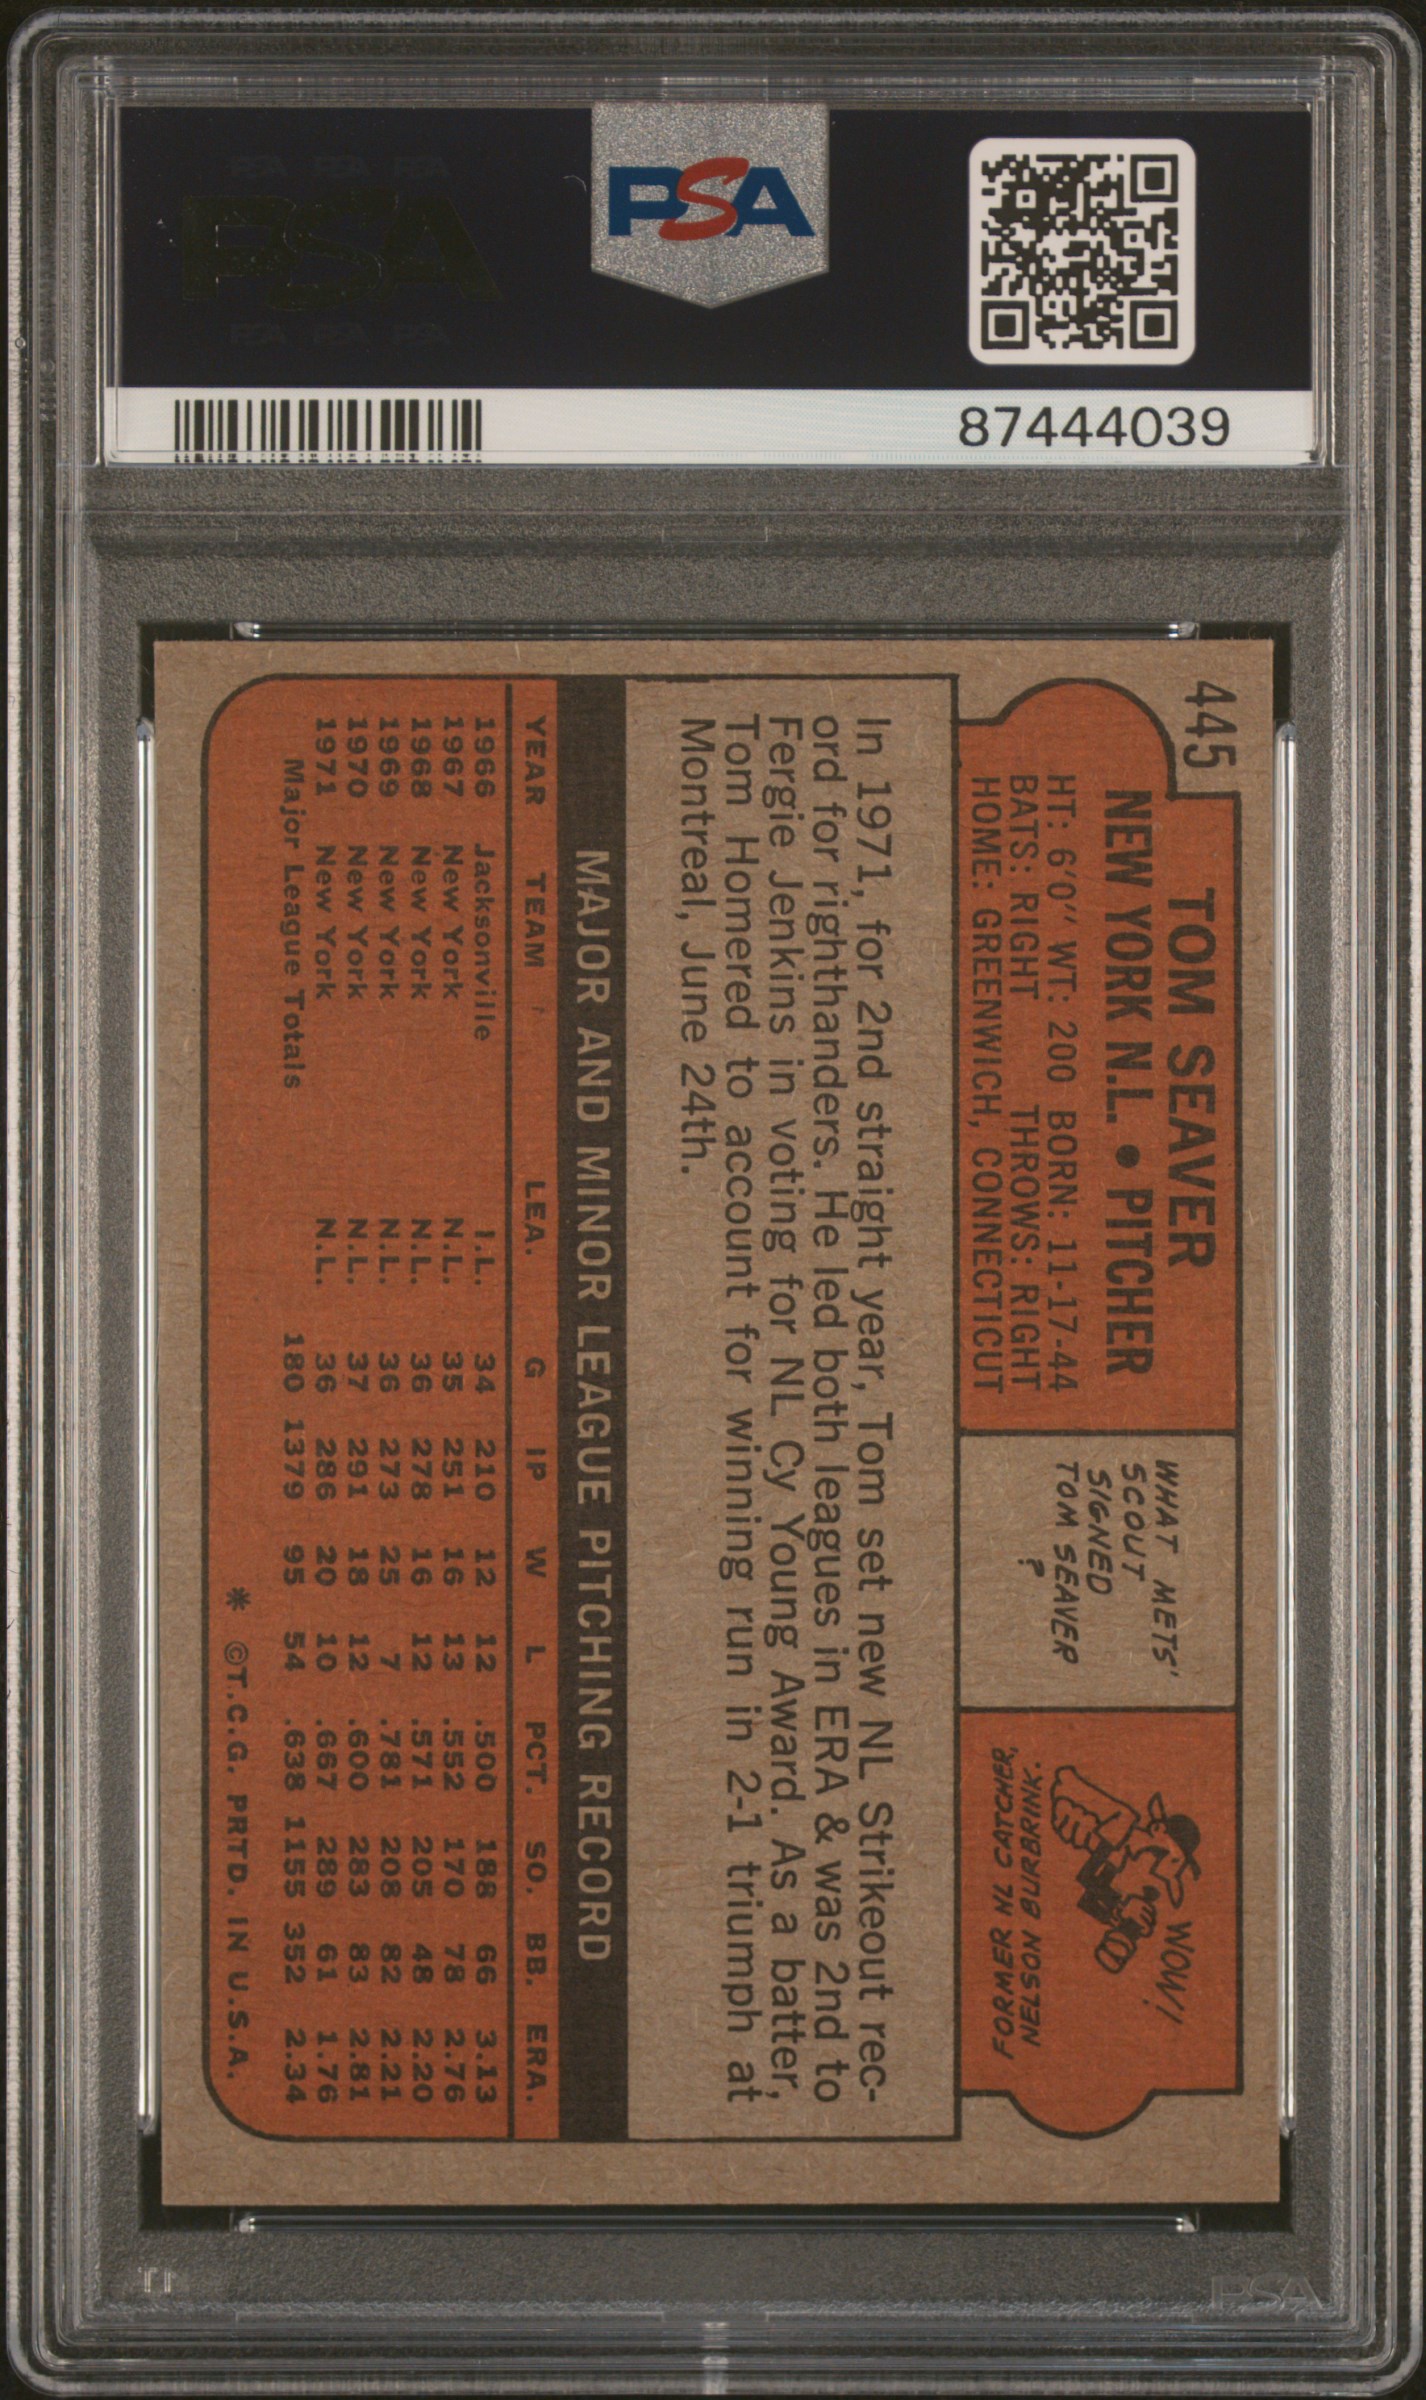 PSA
87444039
445
TOM SEAVER
NEW YORK N.L. • PITCHER
HT: 6'0" WT: 200 BORN: 11-17-44
BATS: RIGHT THROWS: RIGHT
HOME: GREENWICH, CONNECTICUT
WHAT METS'
SCOUT
SIGNED
TOM SEAVER
?
WOW!
FORMER NL CATCHER,
NELSON BURBRINK.
In 1971, for 2nd straight year, Tom set new NL Strikeout rec-
ord for righthanders. He led both leagues in ERA & was 2nd to
Fergie Jenkins in voting for NL Cy Young Award. As a batter,
Tom Homered to account for winning run in 2-1 triumph at
Montreal, June 24th.
MAJOR AND MINOR LEAGUE PITCHING RECORD
YEAR TEAM LEA. G IP W L PCT. SO. BB. ERA.
1966 Jacksonville I.L. 34 210 12 12 .500 188 66 3.13
1967 New York N.L. 35 251 16 13 .552 170 78 2.76
1968 New York N.L. 36 278 16 12 .571 205 48 2.20
1969 New York N.L. 36 273 25 7 .781 208 82 2.21
1970 New York N.L. 37 291 18 12 .600 283 83 2.81
1971 New York N.L. 36 286 20 10 .667 289 61 1.76
Major League Totals 180 1379 95 54 .638 1155 352 2.34
* ©T.C.G. PRTD. IN U.S.A.
PSA